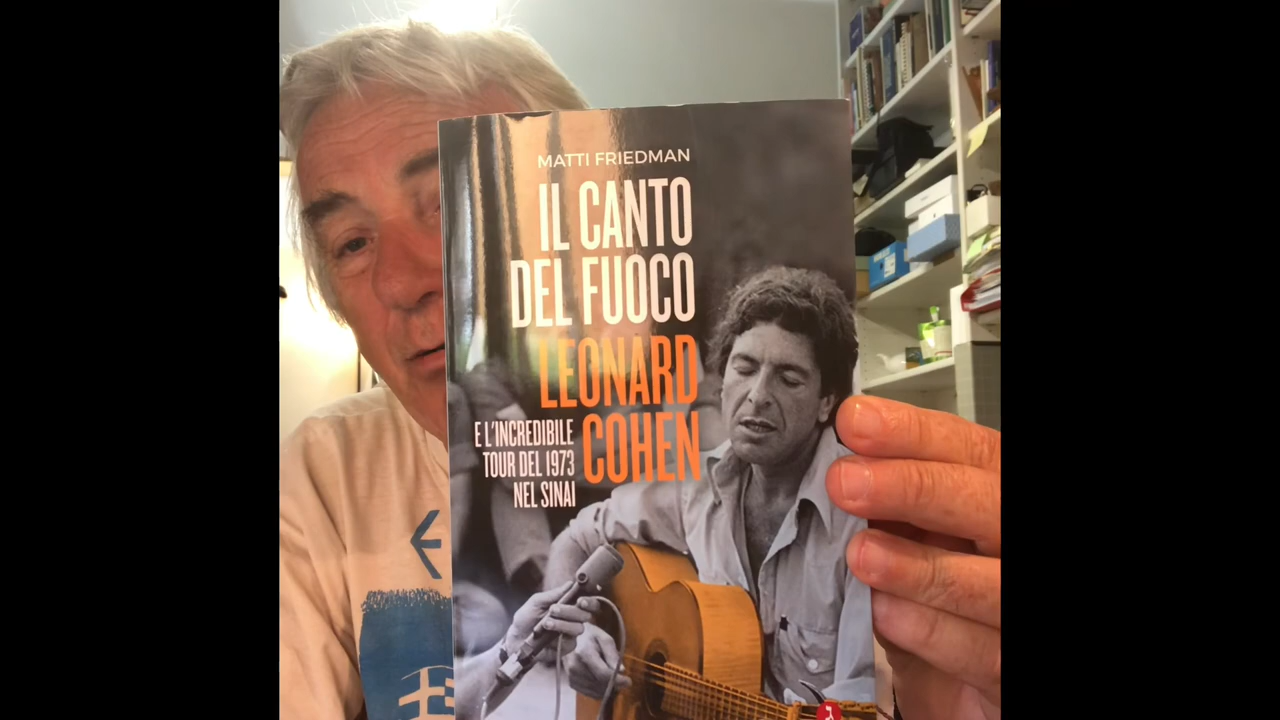 MATTI FRIEDMAN
IL CANTO
DEL FUOCO
LEONARD
COHEN
E L'INCREDIBILE
TOUR DEL 1973
NEL SINAI